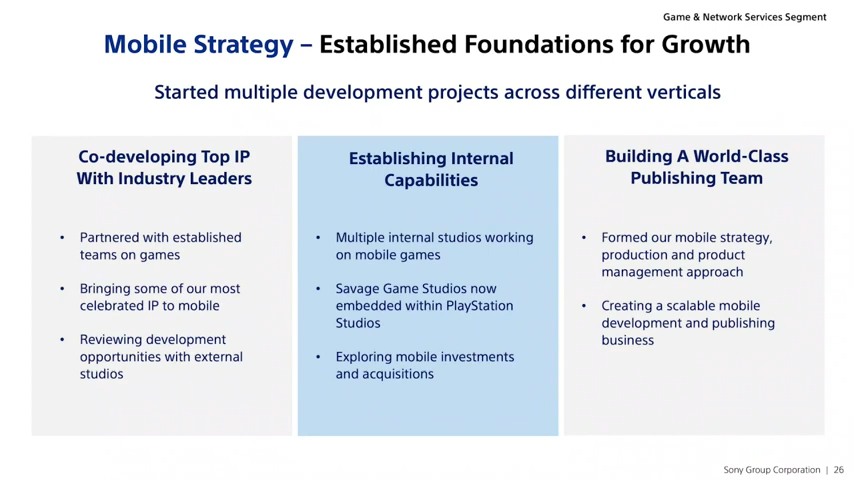 Game & Network Services Segment
Mobile Strategy – Established Foundations for Growth
Started multiple development projects across different verticals
Co-developing Top IP
With Industry Leaders
• Partnered with established
teams on games
• Bringing some of our most
celebrated IP to mobile
• Reviewing development
opportunities with external
studios
Establishing Internal
Capabilities
• Multiple internal studios working
on mobile games
• Savage Game Studios now
embedded within PlayStation
Studios
• Exploring mobile investments
and acquisitions
Building A World-Class
Publishing Team
• Formed our mobile strategy,
production and product
management approach
• Creating a scalable mobile
development and publishing
business
Sony Group Corporation | 26